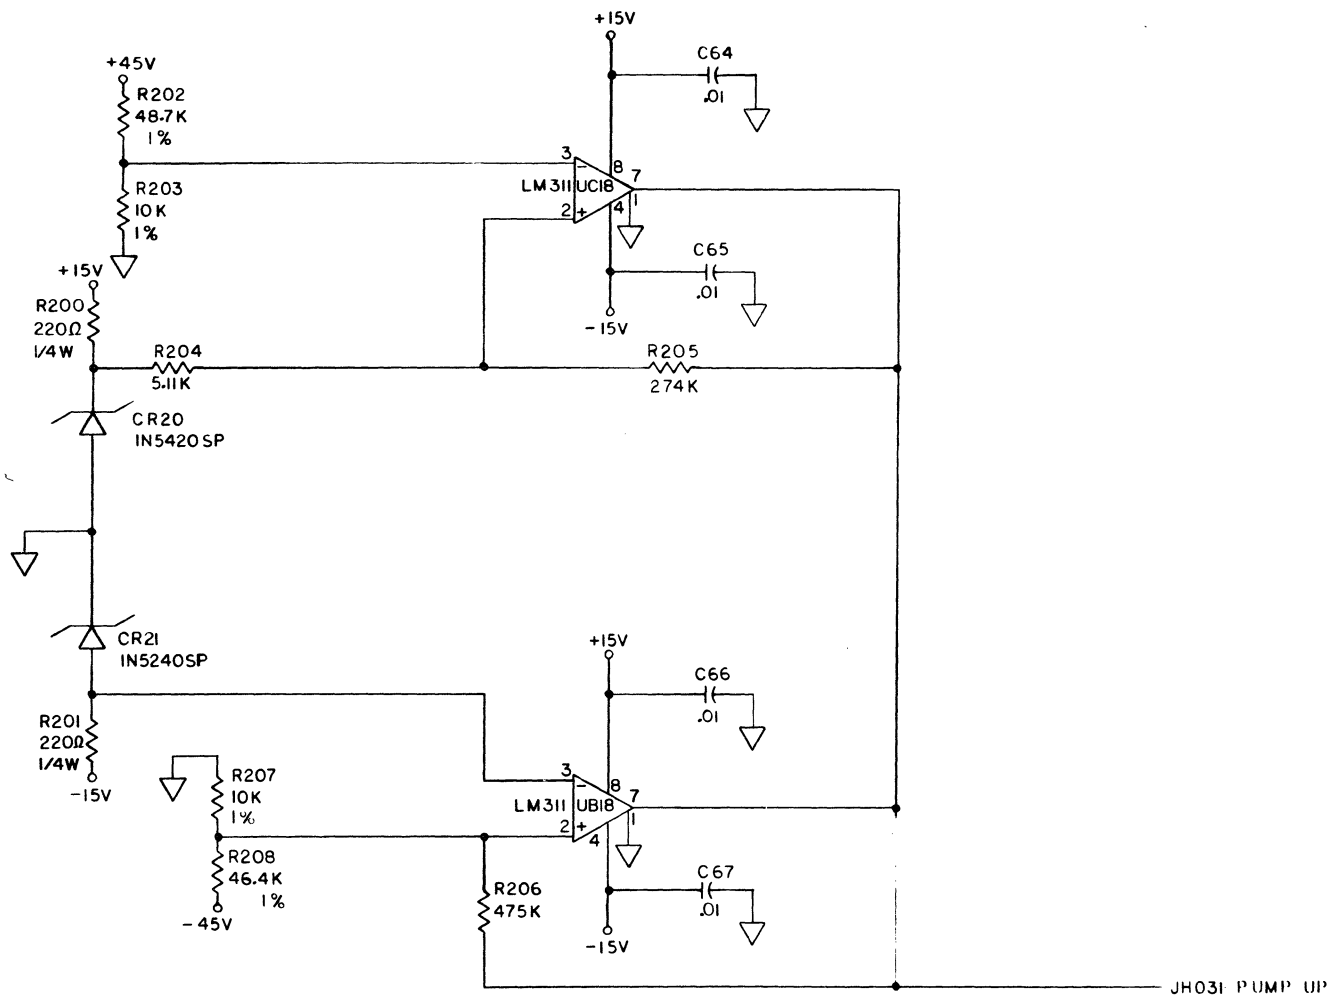 +15V
C64
.01
+45V
R202
48.7K
1%
3
−
8
7
LM311 UC18
1
2
+
4
R203
10K
1%
C65
.01
+15V
−15V
R200
220Ω
1/4W
R204
5.11K
R205
274K
CR20
IN5420SP
CR21
IN5240SP
+15V
C66
.01
R201
220Ω
1/4W
−15V
R207
10K
1%
3
−
8
7
LM311 UB18
1
2
+
4
R208
46.4K
1%
−45V
R206
475K
C67
.01
−15V
JH031 PUMP UP